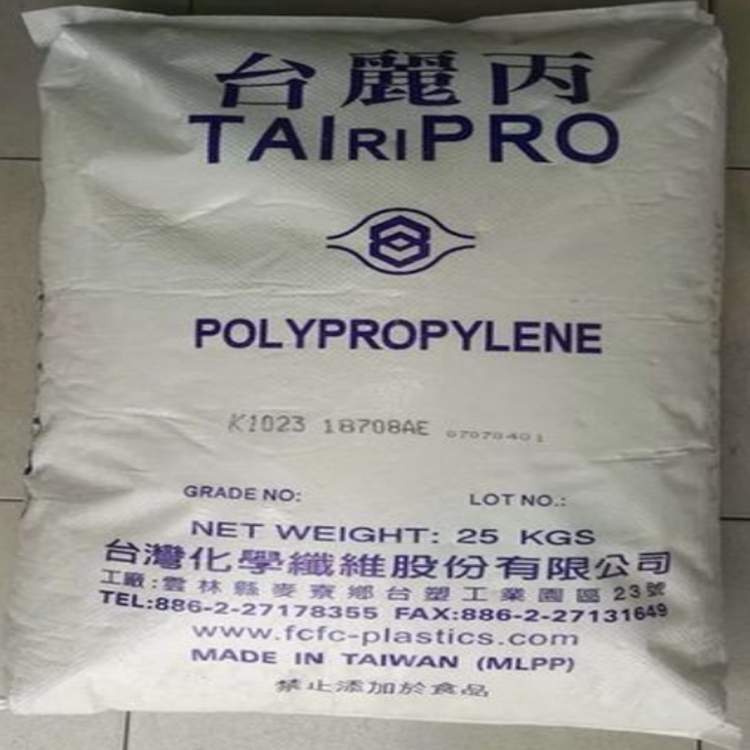 台麗丙
TAIRIPRO
POLYPROPYLENE
K1023 18708AE 07070401
GRADE NO: LOT NO.:
NET WEIGHT: 25 KGS
台灣化學纖維股份有限公司
工廠:雲林縣麥寮鄉台塑工業園區23號
TEL:886-2-27178355 FAX:886-2-27131649
www.fcfc-plastics.com
MADE IN TAIWAN (MLPP)
禁止添加於食品